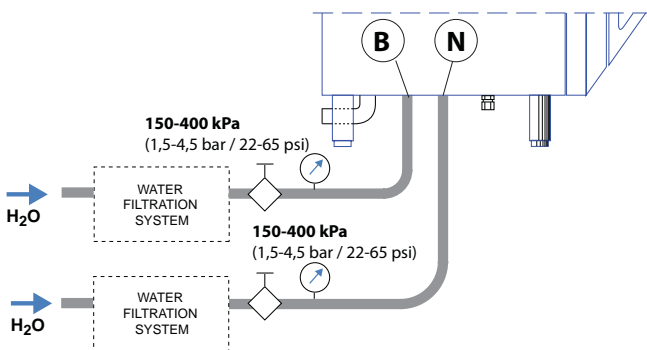 B
N
150-400 kPa
(1,5-4,5 bar / 22-65 psi)
WATER
FILTRATION
SYSTEM
H2O
150-400 kPa
(1,5-4,5 bar / 22-65 psi)
WATER
FILTRATION
SYSTEM
H2O